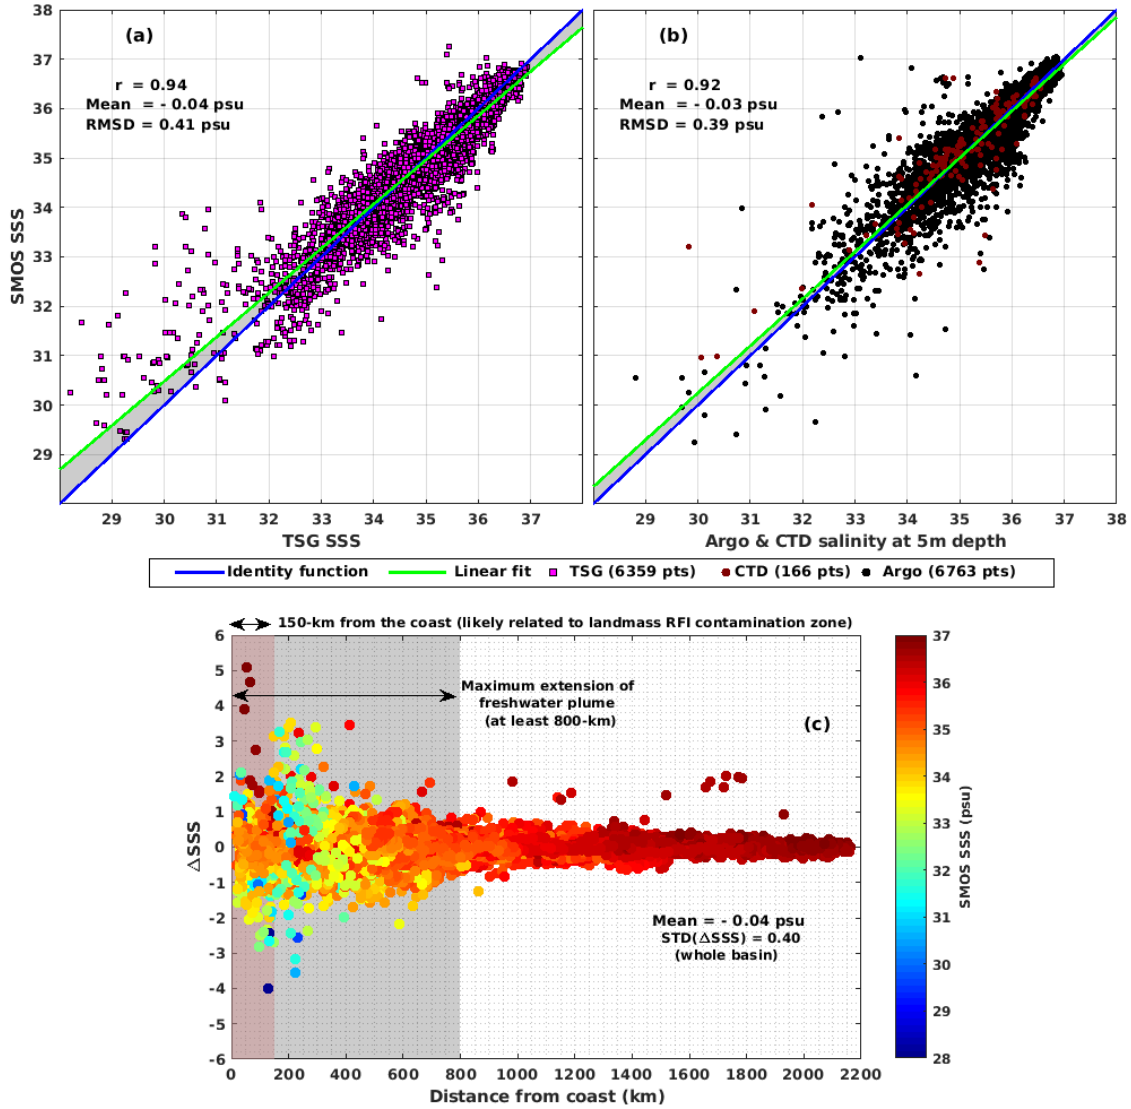 (a)
r = 0.94
Mean = - 0.04 psu
RMSD = 0.41 psu
SMOS SSS
38
37
36
35
34
33
32
31
30
29
29 30 31 32 33 34 35 36 37
TSG SSS
(b)
r = 0.92
Mean = - 0.03 psu
RMSD = 0.39 psu
29 30 31 32 33 34 35 36 37 38
Argo & CTD salinity at 5m depth
Identity function Linear fit TSG (6359 pts) CTD (166 pts) Argo (6763 pts)
150-km from the coast (likely related to landmass RFI contamination zone)
Maximum extension of
freshwater plume
(at least 800-km)
(c)
ΔSSS
6
5
4
3
2
1
0
-1
-2
-3
-4
-5
-6
Mean = - 0.04 psu
STD(ΔSSS) = 0.40
(whole basin)
0 200 400 600 800 1000 1200 1400 1600 1800 2000 2200
Distance from coast (km)
37
36
35
34
33
32
31
30
29
28
SMOS SSS (psu)